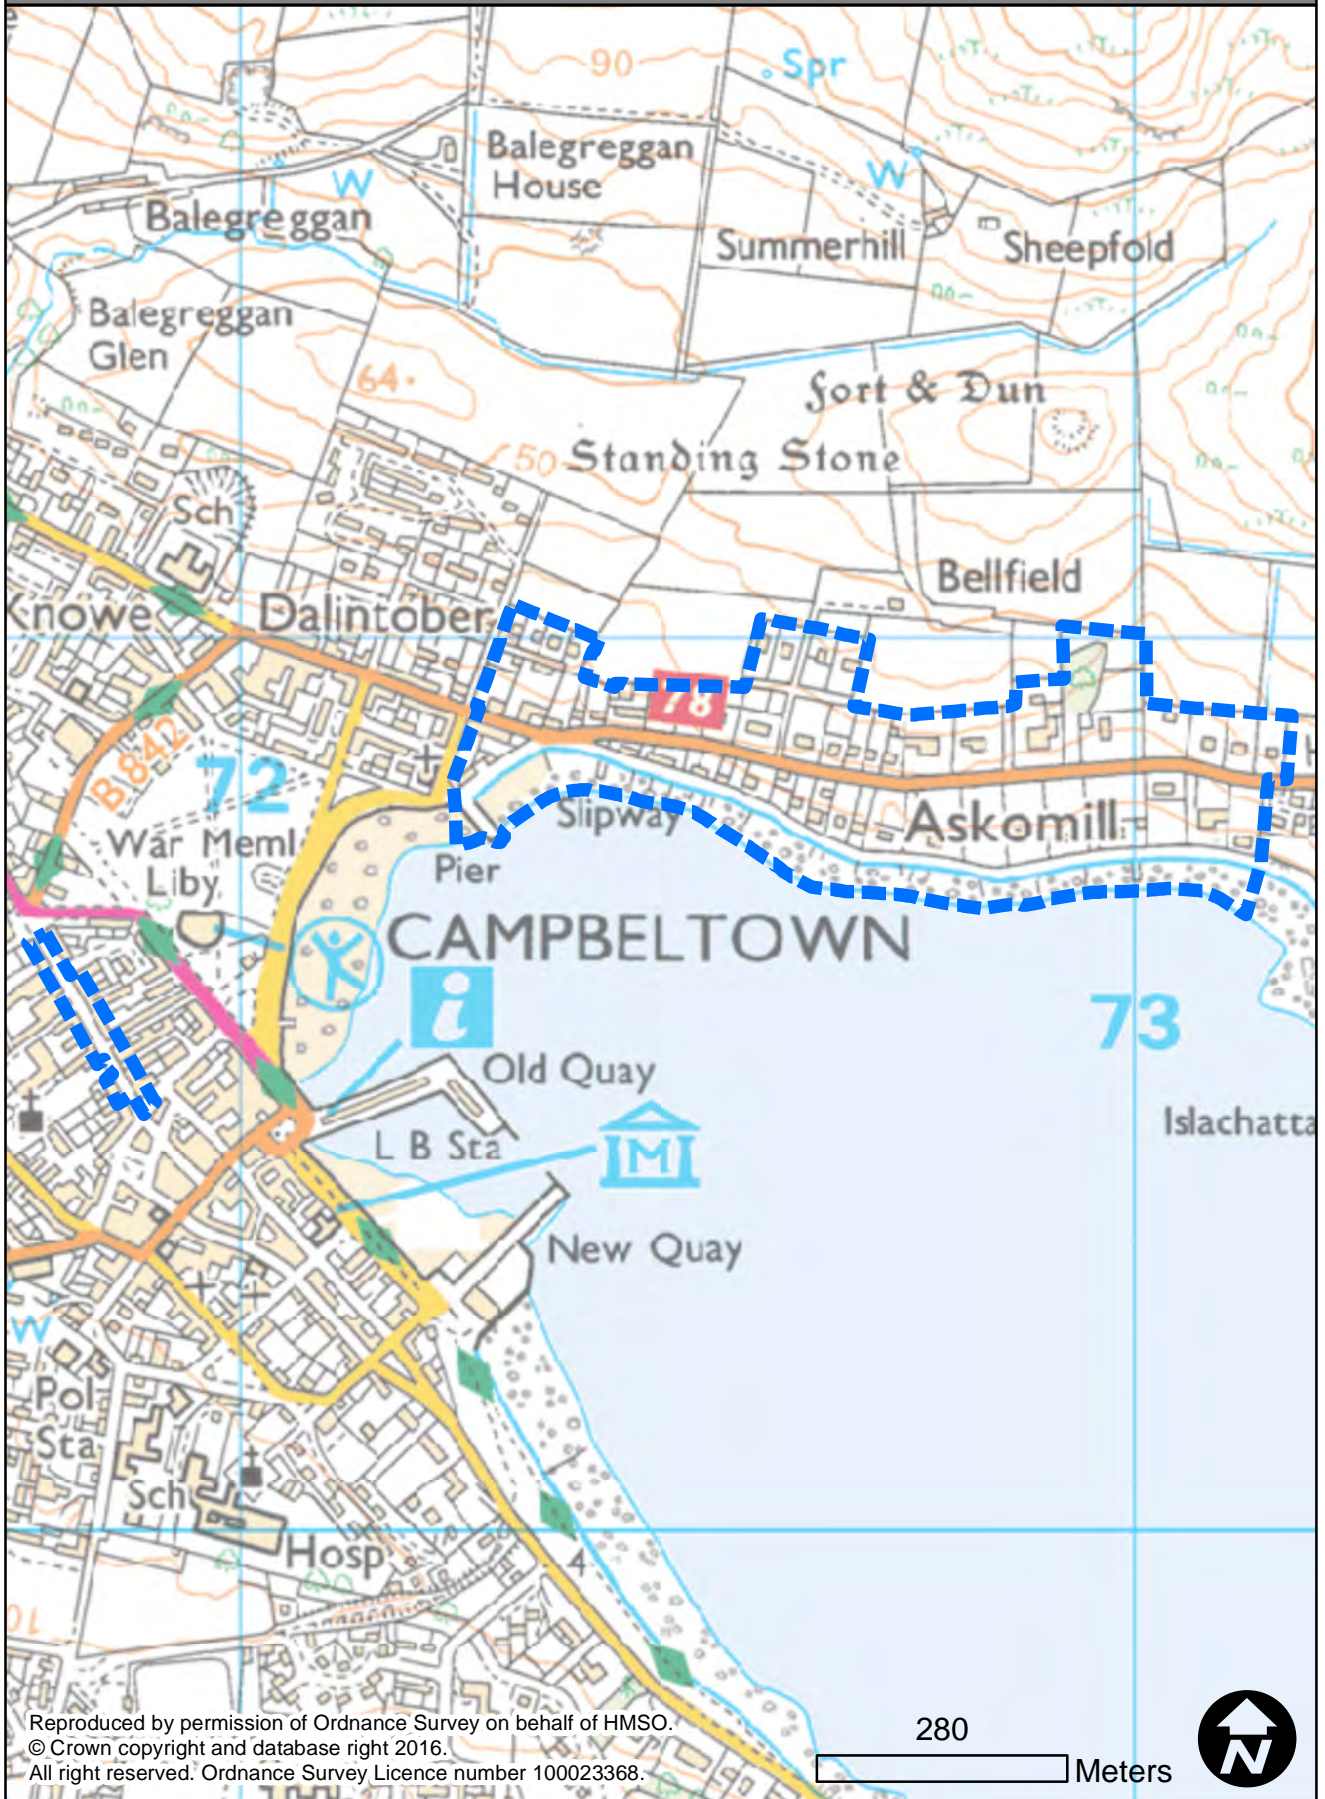 90
Spr
Balegreggan
House
W
W
Balegreggan
Summerhill
Sheepfold
Balegreggan
Glen
64
Fort & Dun
50
Standing Stone
Sch
Bellfield
Knowe
Dalintober
78
B 842
72
Slipway
Askomill
War Meml
Liby
Pier
CAMPBELTOWN
i
73
Old Quay
Islachatta
L B Sta
M
New Quay
W
Pol
Sta
Sch
Hosp
4
10
Reproduced by permission of Ordnance Survey on behalf of HMSO.
© Crown copyright and database right 2016.
All right reserved. Ordnance Survey Licence number 100023368.
280
Meters
N